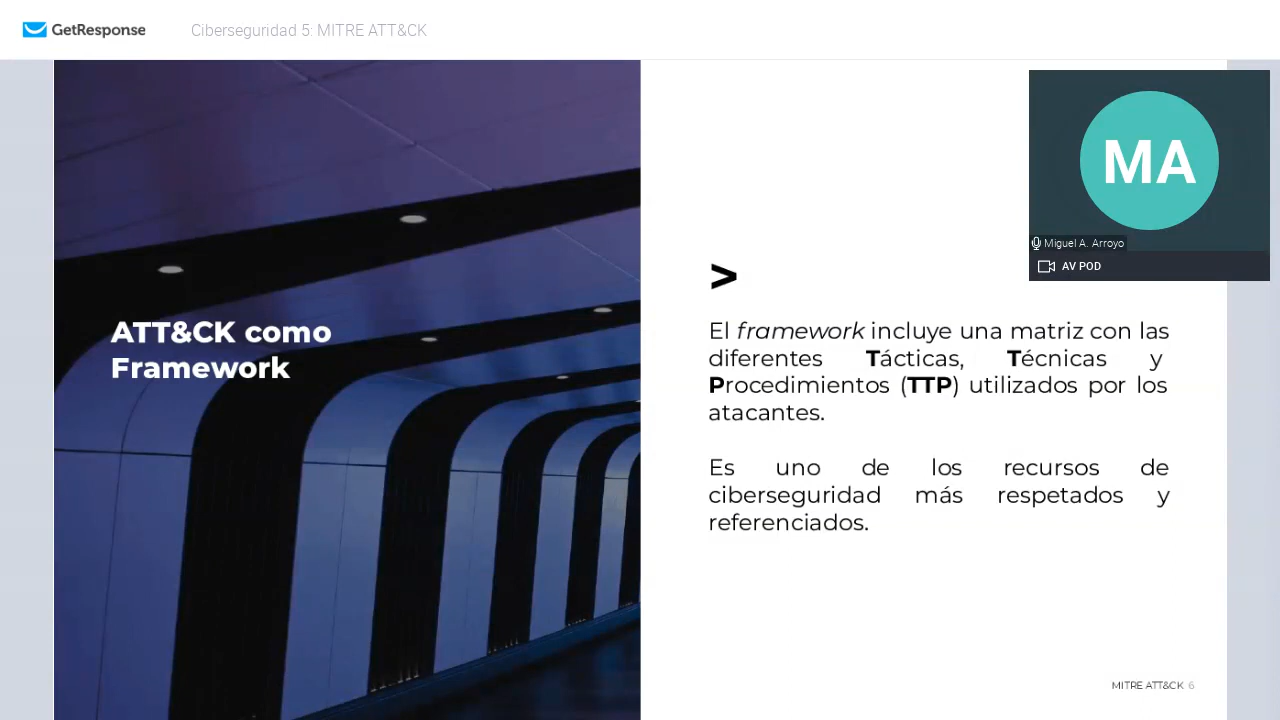 GetResponse
Ciberseguridad 5: MITRE ATT&CK
MA
Miguel A. Arroyo
AV POD
ATT&CK como
Framework
>
El framework incluye una matriz con las
diferentes Tácticas, Técnicas y
Procedimientos (TTP) utilizados por los
atacantes.
Es uno de los recursos de
ciberseguridad más respetados y
referenciados.
MITRE ATT&CK 6